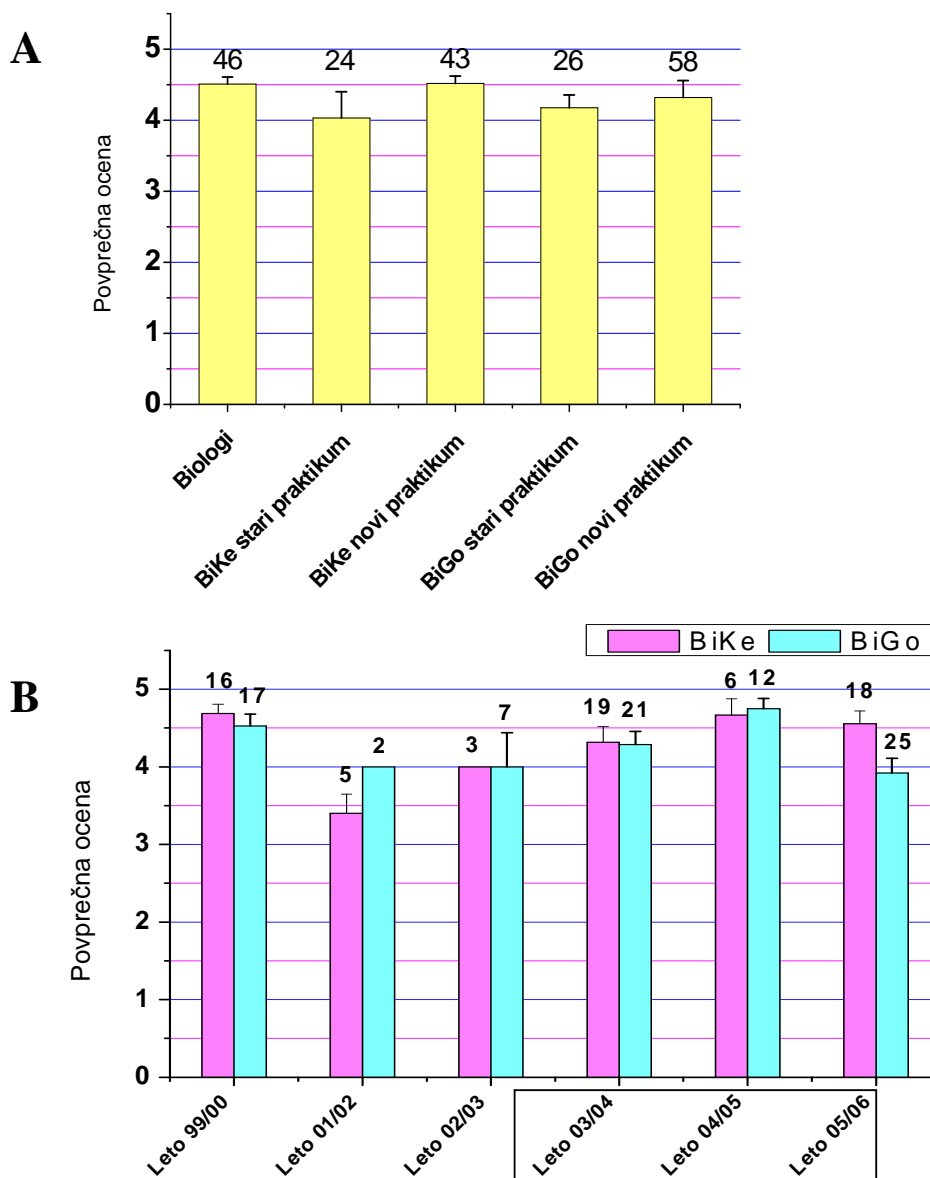 A
Povprečna ocena
5
4
3
2
1
0
46 24 43 26 58
Biologi
BiKe stari praktikum
BiKe novi praktikum
BiGo stari praktikum
BiGo novi praktikum
B
BiKe BiGo
Povprečna ocena
5
4
3
2
1
0
16 17 5 2 3 7 19 21 6 12 18 25
Leto 99/00
Leto 01/02
Leto 02/03
Leto 03/04
Leto 04/05
Leto 05/06